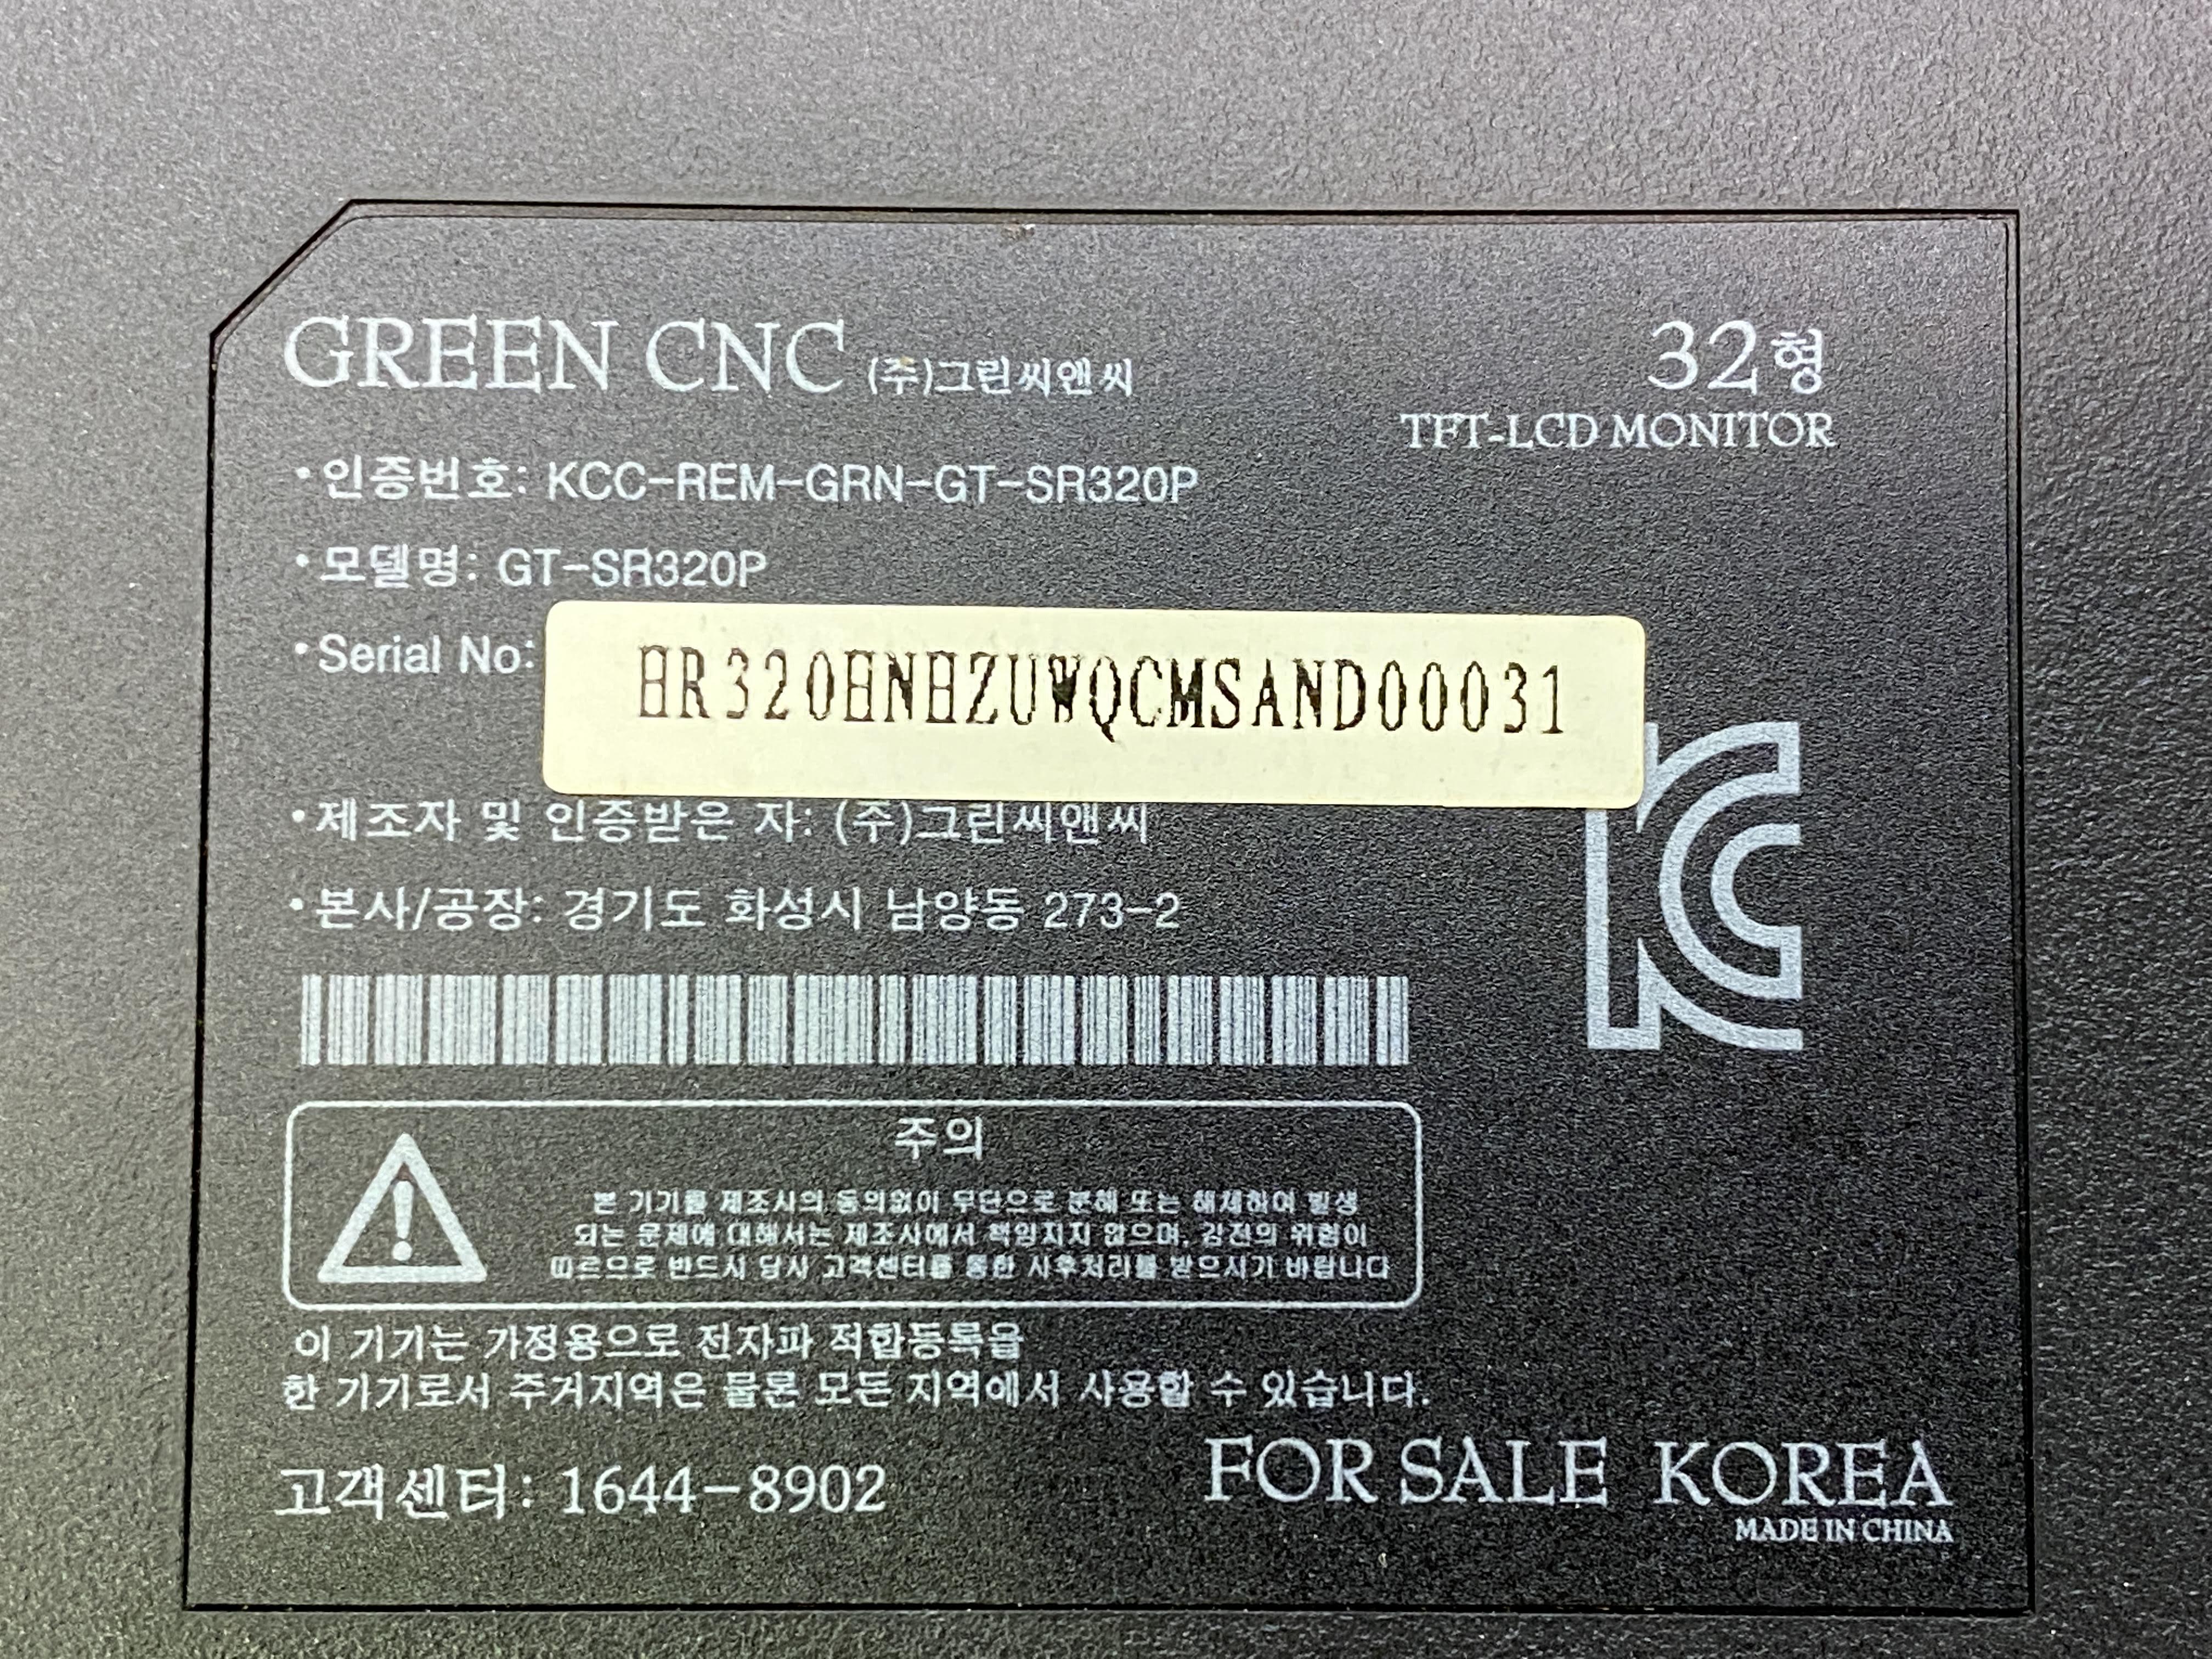 GREEN CNC (주)그린씨앤씨
32형
TFT-LCD MONITOR
•인증번호: KCC-REM-GRN-GT-SR320P
•모델명: GT-SR320P
•Serial No:
HR320HNHZUWQCMSAND00031
•제조자 및 인증받은 자: (주)그린씨앤씨
•본사/공장: 경기도 화성시 남양동 273-2
주의
본 기기를 제조사의 동의없이 무단으로 분해 또는 해체하여 발생
되는 문제에 대해서는 제조사에서 책임지지 않으며, 감전의 위험이
따르므로 반드시 당사 고객센터를 통한 사후처리를 받으시기 바랍니다
이 기기는 가정용으로 전자파 적합등록을
한 기기로서 주거지역은 물론 모든 지역에서 사용할 수 있습니다.
고객센터: 1644-8902
FOR SALE KOREA
MADE IN CHINA